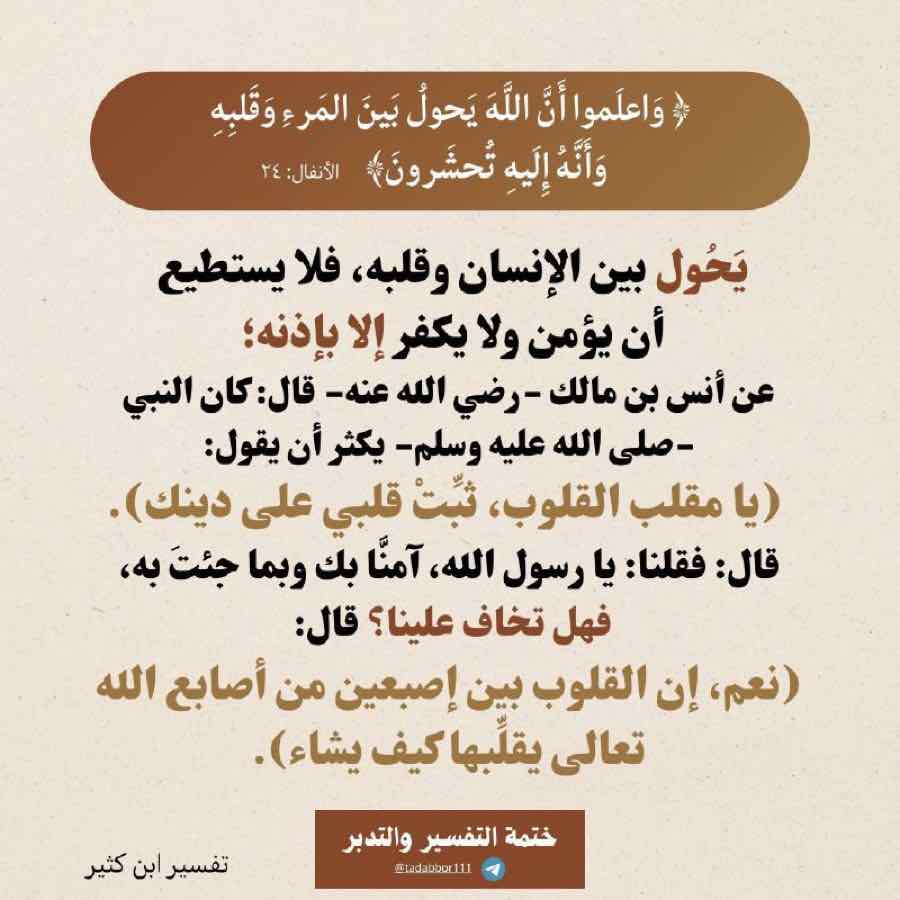 ﴿وَاعلَموا أَنَّ اللَّهَ يَحولُ بَينَ المَرءِ وَقَلبِهِ
وَأَنَّهُ إِلَيهِ تُحشَرونَ﴾ الأنفال: ٢٤
يَحُول بين الإنسان وقلبه، فلا يستطيع
أن يؤمن ولا يكفر إلا بإذنه؛
عن أنس بن مالك -رضي الله عنه- قال: كان النبي
-صلى الله عليه وسلم- يكثر أن يقول:
(يا مقلب القلوب، ثبِّتْ قلبي على دينك).
قال: فقلنا: يا رسول الله، آمنَّا بك وبما جئتَ به،
فهل تخاف علينا؟ قال:
(نعم، إن القلوب بين إصبعين من أصابع الله
تعالى يقلِّبها كيف يشاء).
ختمة التفسير والتدبر
@tadabbor111
تفسير ابن كثير